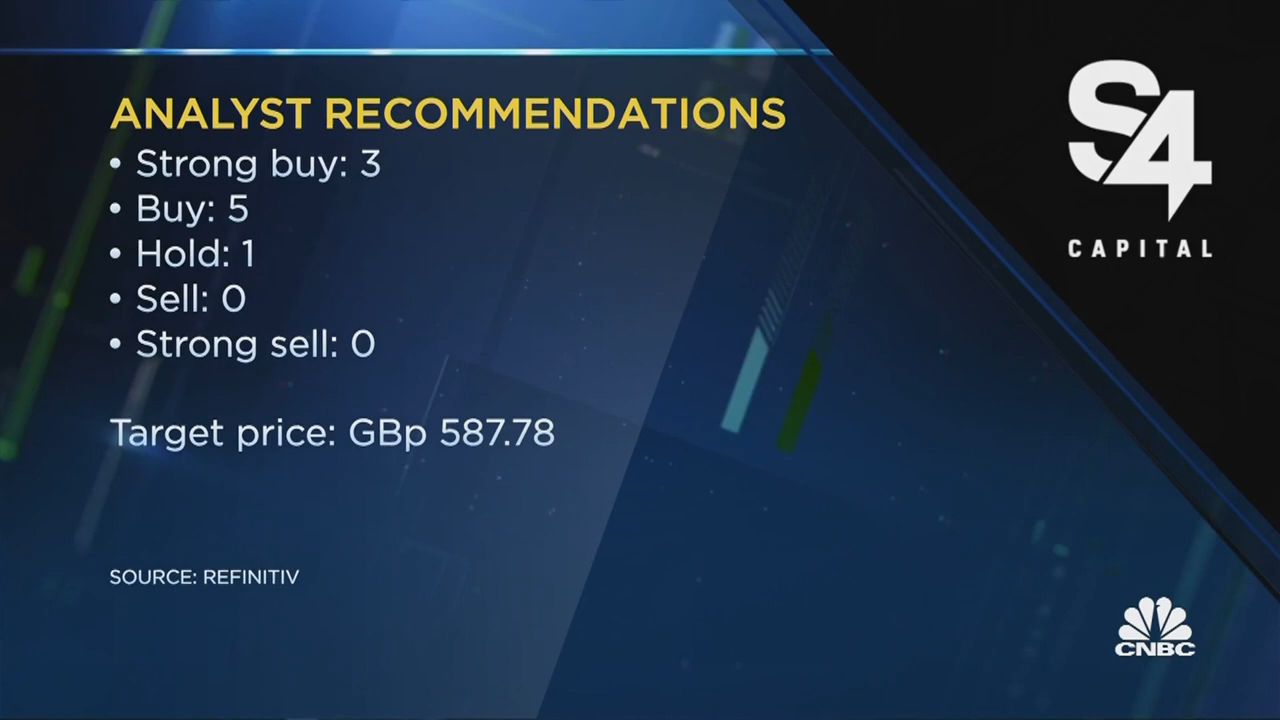 ANALYST RECOMMENDATIONS
• Strong buy: 3
• Buy: 5
• Hold: 1
• Sell: 0
• Strong sell: 0
Target price: GBp 587.78
SOURCE: REFINITIV
S4
CAPITAL
CNBC